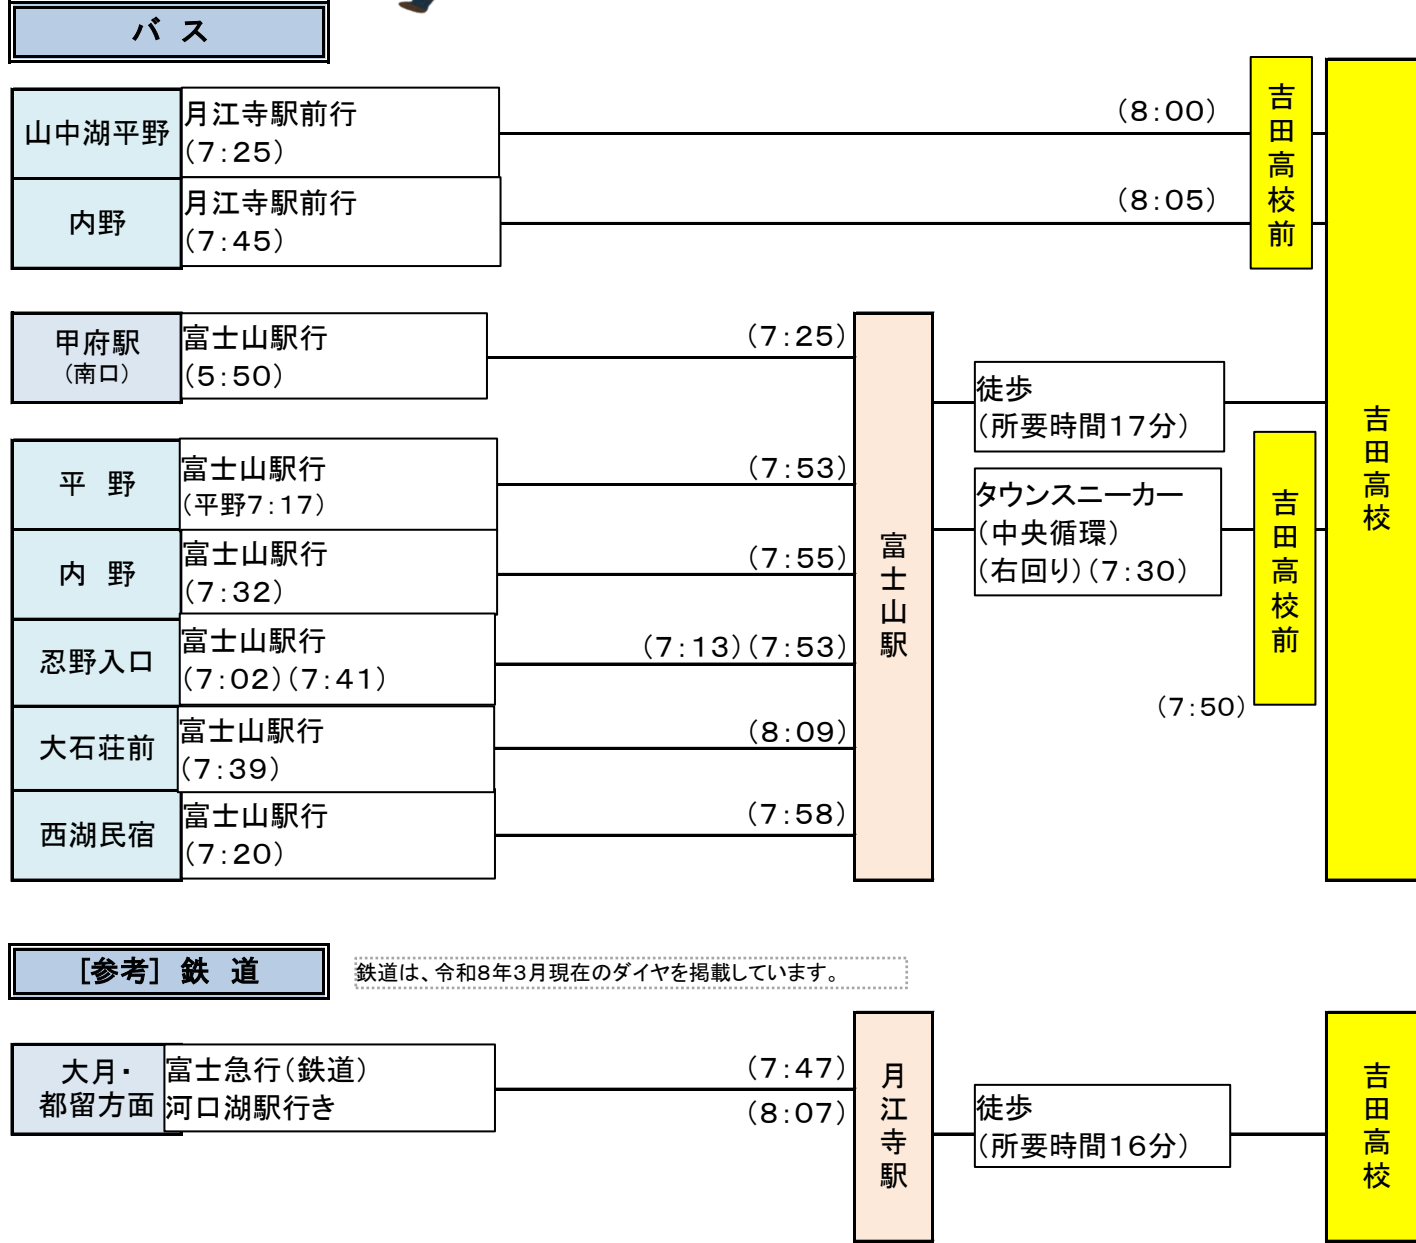 バ ス
山中湖平野
月江寺駅前行
(7:25)
(8:00)
吉田高校前
内野
月江寺駅前行
(7:45)
(8:05)
甲府駅
(南口)
富士山駅行
(5:50)
(7:25)
平 野
富士山駅行
(平野7:17)
(7:53)
内 野
富士山駅行
(7:32)
(7:55)
忍野入口
富士山駅行
(7:02)(7:41)
(7:13)(7:53)
大石荘前
富士山駅行
(7:39)
(8:09)
西湖民宿
富士山駅行
(7:20)
(7:58)
富士山駅
徒歩
(所要時間17分)
タウンスニーカー
(中央循環)
(右回り)(7:30)
吉田高校前
(7:50)
吉田高校
[参考] 鉄 道
鉄道は、令和8年3月現在のダイヤを掲載しています。
大月・
都留方面
富士急行(鉄道)
河口湖駅行き
(7:47)
(8:07)
月江寺駅
徒歩
(所要時間16分)
吉田高校